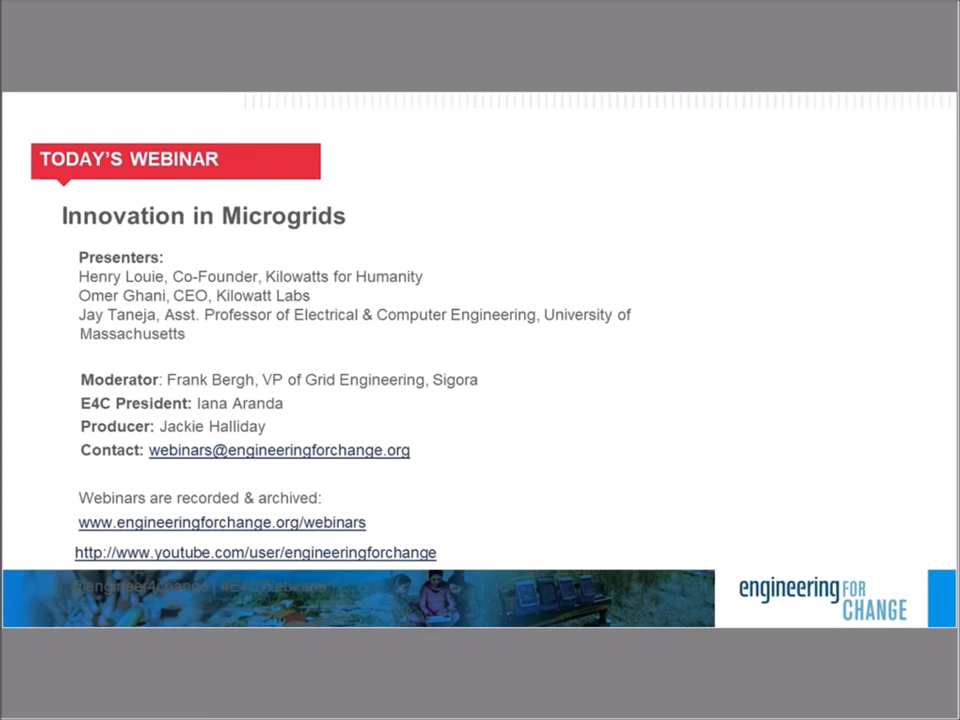 TODAY'S WEBINAR
Innovation in Microgrids
Presenters:
Henry Louie, Co-Founder, Kilowatts for Humanity
Omer Ghani, CEO, Kilowatt Labs
Jay Taneja, Asst. Professor of Electrical & Computer Engineering, University of
Massachusetts
Moderator: Frank Bergh, VP of Grid Engineering, Sigora
E4C President: Iana Aranda
Producer: Jackie Halliday
Contact: webinars@engineeringforchange.org
Webinars are recorded & archived:
www.engineeringforchange.org/webinars
http://www.youtube.com/user/engineeringforchange
@engineer4change | #E4CWebinars
engineering FOR
CHANGE